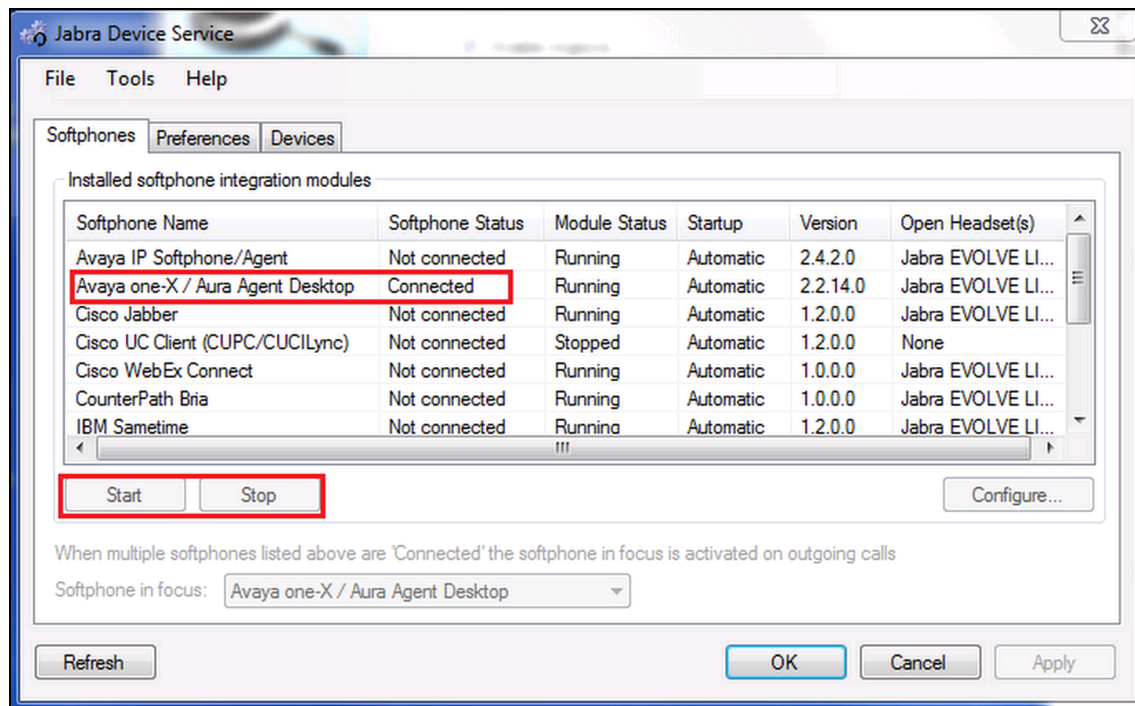 Jabra Device Service
File Tools Help
Softphones Preferences Devices
Installed softphone integration modules
Softphone Name Softphone Status Module Status Startup Version Open Headset(s)
Avaya IP Softphone/Agent Not connected Running Automatic 2.4.2.0 Jabra EVOLVE LI...
Avaya one-X / Aura Agent Desktop Connected Running Automatic 2.2.14.0 Jabra EVOLVE LI...
Cisco Jabber Not connected Running Automatic 1.2.0.0 Jabra EVOLVE LI...
Cisco UC Client (CUPC/CUCILync) Not connected Stopped Automatic 1.2.0.0 None
Cisco WebEx Connect Not connected Running Automatic 1.0.0.0 Jabra EVOLVE LI...
CounterPath Bria Not connected Running Automatic 1.0.0.0 Jabra EVOLVE LI...
IBM Sametime Not connected Running Automatic 1.2.0.0 Jabra EVOLVE LI...
Start Stop Configure...
When multiple softphones listed above are 'Connected' the softphone in focus is activated on outgoing calls
Softphone in focus: Avaya one-X / Aura Agent Desktop
Refresh OK Cancel Apply